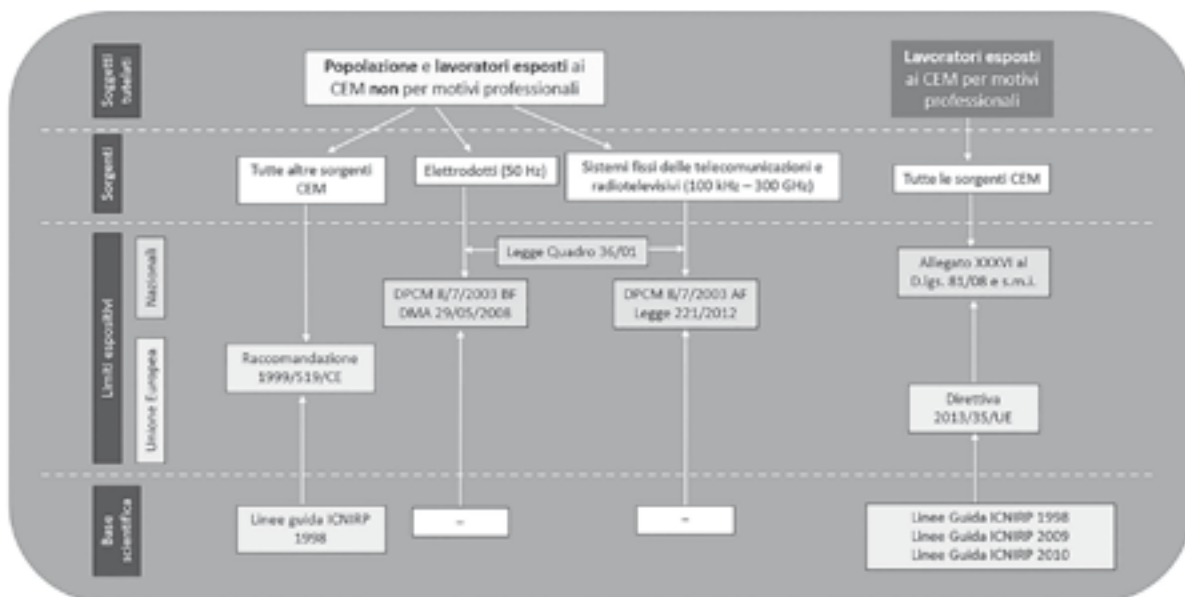 Soggetti
tutelati
Popolazione e lavoratori esposti ai
CEM non per motivi professionali
Lavoratori esposti
ai CEM per motivi
professionali
Sorgenti
Tutte altre sorgenti
CEM
Elettrodotti (50 Hz)
Sistemi fissi delle telecomunicazioni e
radiotelevisivi (100 kHz – 300 GHz)
Tutte le sorgenti CEM
Limiti espositivi
Nazionali
Legge Quadro 36/01
DPCM 8/7/2003 BF
DMA 29/05/2008
DPCM 8/7/2003 AF
Legge 221/2012
Allegato XXXVI al
D.lgs. 81/08 e s.m.i.
Unione Europea
Raccomandazione
1999/519/CE
Direttiva
2013/35/UE
Base
scientifica
Linee guida ICNIRP
1998
–
–
Linee Guida ICNIRP 1998
Linee Guida ICNIRP 2009
Linee Guida ICNIRP 2010